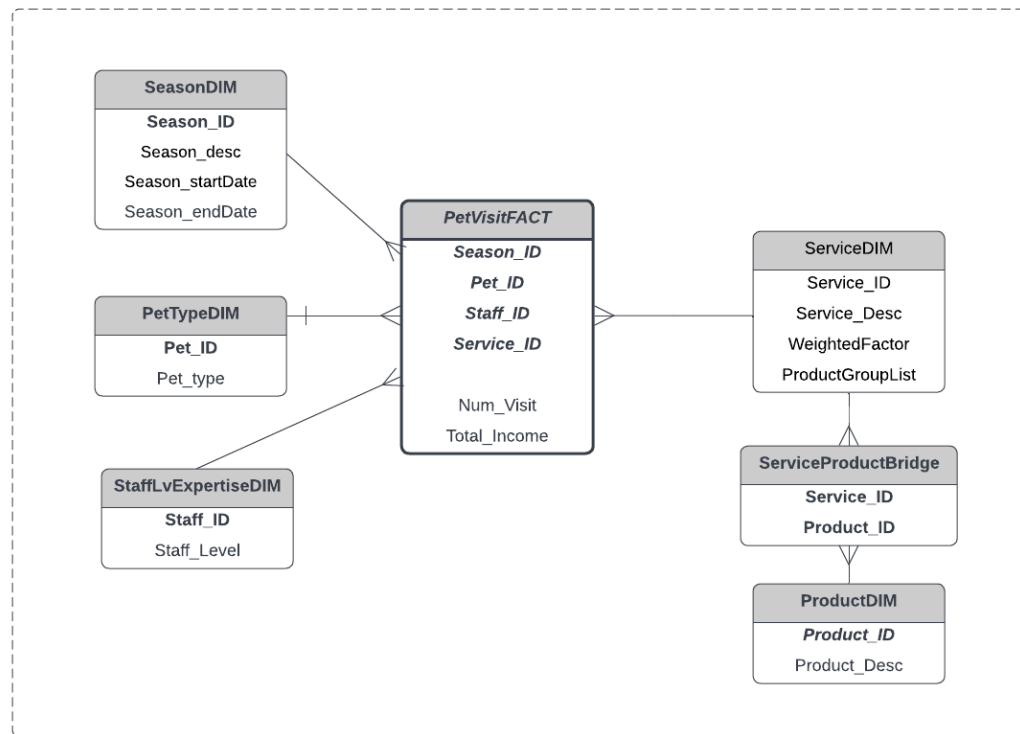 SeasonDIM
Season_ID
Season_desc
Season_startDate
Season_endDate
PetTypeDIM
Pet_ID
Pet_type
StaffLvExpertiseDIM
Staff_ID
Staff_Level
PetVisitFACT
Season_ID
Pet_ID
Staff_ID
Service_ID
Num_Visit
Total_Income
ServiceDIM
Service_ID
Service_Desc
WeightedFactor
ProductGroupList
ServiceProductBridge
Service_ID
Product_ID
ProductDIM
Product_ID
Product_Desc